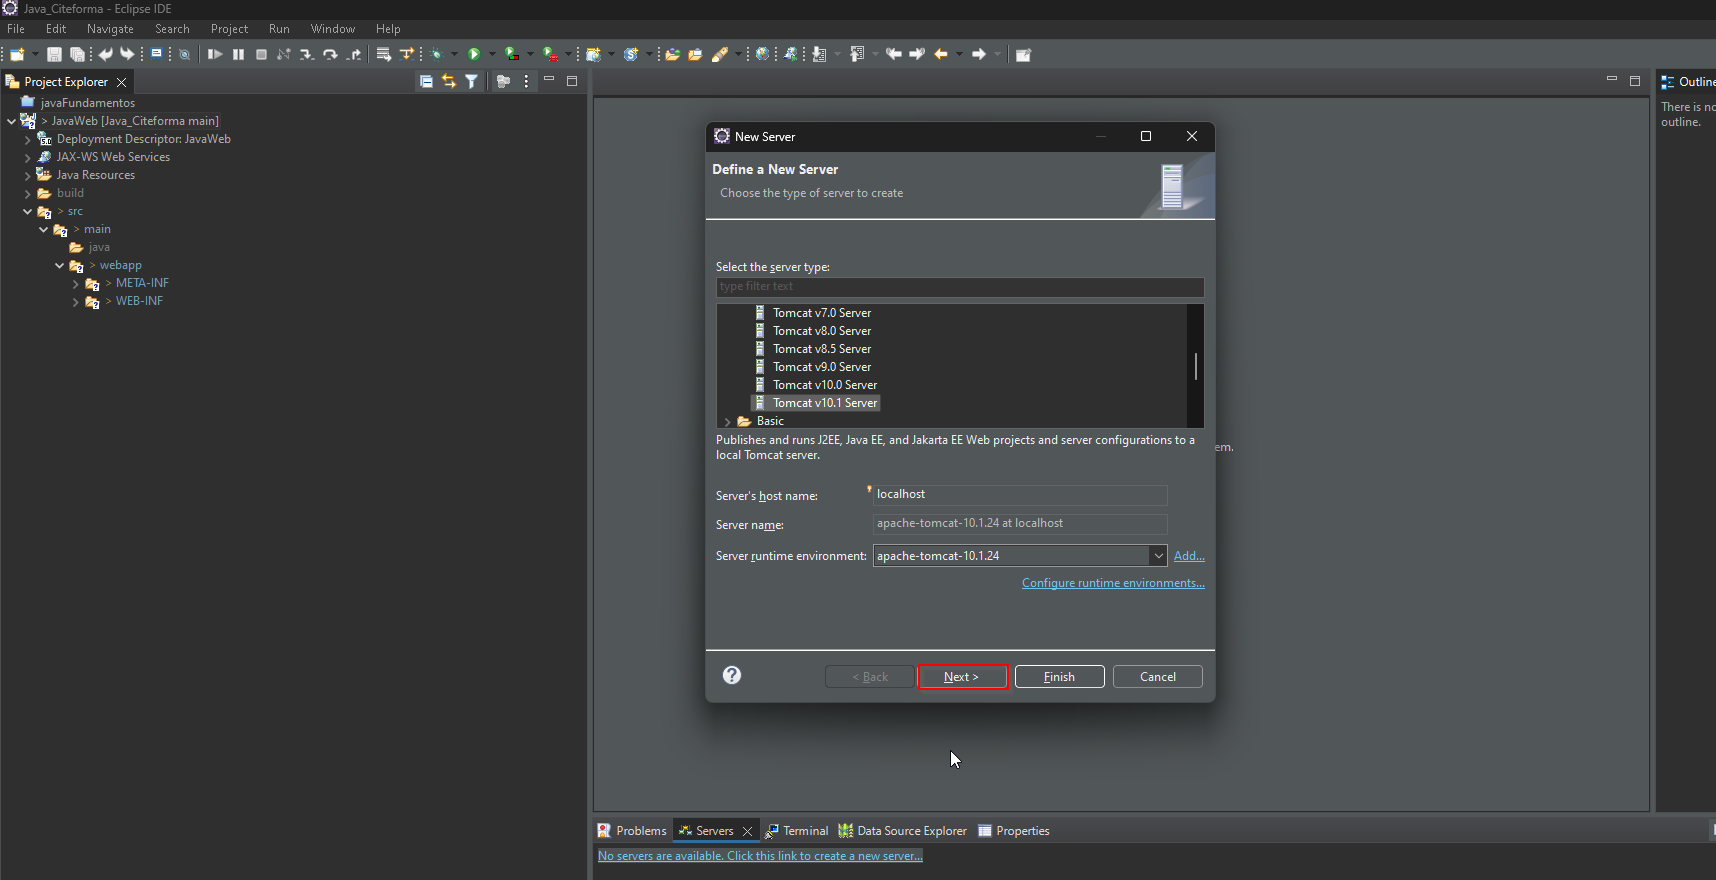 Java_Citeforma - Eclipse IDE
File Edit Navigate Search Project Run Window Help
Project Explorer
javaFundamentos
> JavaWeb [Java_Citeforma main]
Deployment Descriptor: JavaWeb
JAX-WS Web Services
Java Resources
build
> src
> main
java
> webapp
> META-INF
> WEB-INF
New Server
Define a New Server
Choose the type of server to create
Select the server type:
type filter text
Tomcat v7.0 Server
Tomcat v8.0 Server
Tomcat v8.5 Server
Tomcat v9.0 Server
Tomcat v10.0 Server
Tomcat v10.1 Server
Basic
Publishes and runs J2EE, Java EE, and Jakarta EE Web projects and server configurations to a
local Tomcat server.
Server's host name: localhost
Server name: apache-tomcat-10.1.24 at localhost
Server runtime environment: apache-tomcat-10.1.24 Add...
Configure runtime environments...
? < Back Next > Finish Cancel
em.
Outline
There is no
outline.
Problems Servers Terminal Data Source Explorer Properties
No servers are available. Click this link to create a new server...